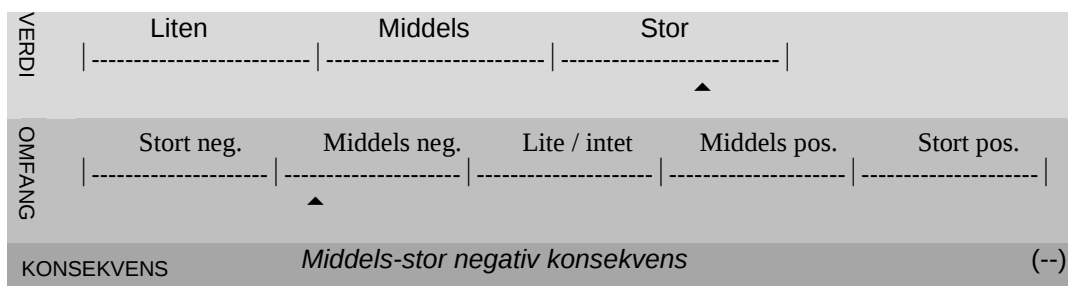 VERDI
Liten Middels Stor
|--------------------------|--------------------------|--------------------------|
OMFANG
Stort neg. Middels neg. Lite / intet Middels pos. Stort pos.
|---------------------|---------------------|---------------------|---------------------|---------------------|
KONSEKVENS Middels-stor negativ konsekvens (--)